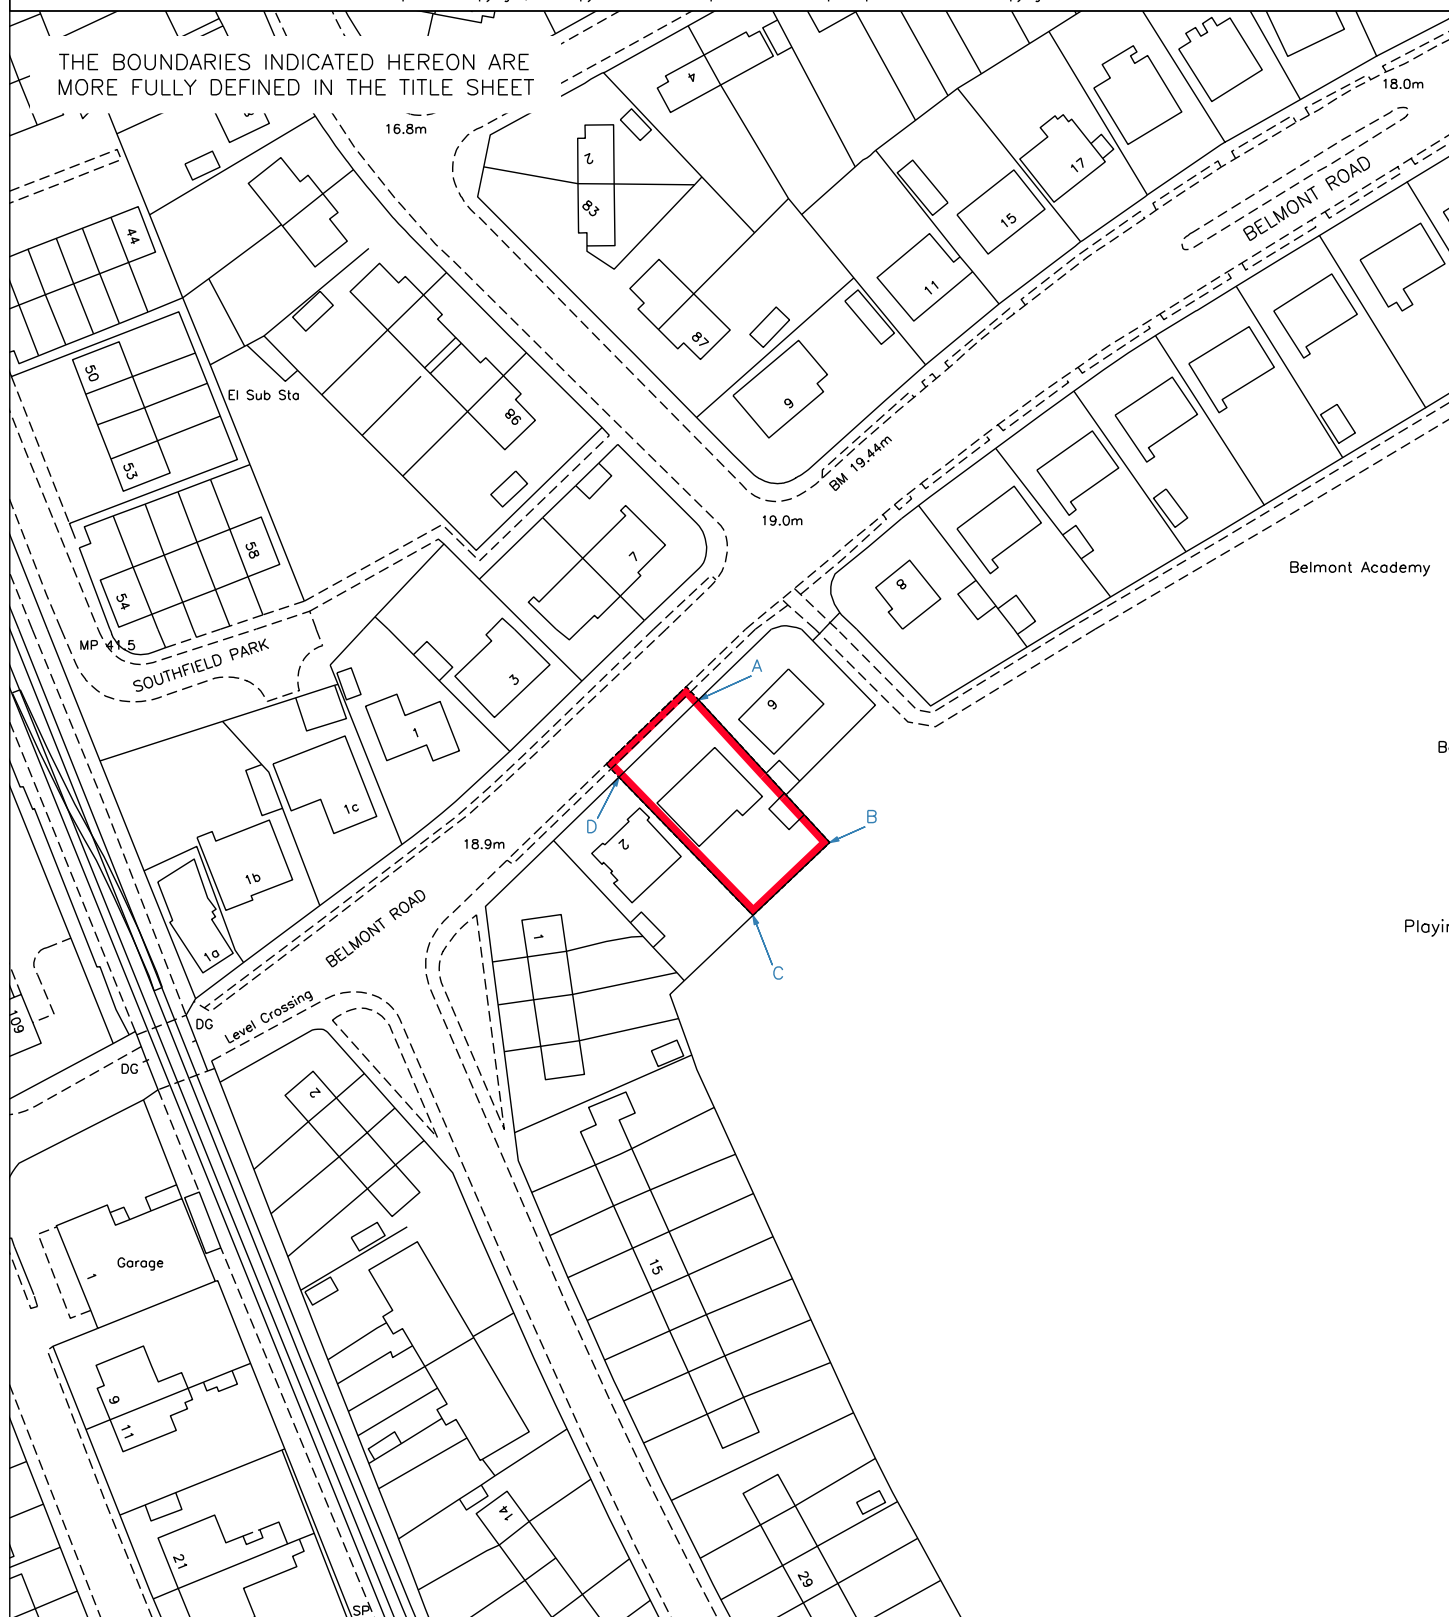 THE BOUNDARIES INDICATED HEREON ARE
MORE FULLY DEFINED IN THE TITLE SHEET
4
18.0m
16.8m
2
17
83
BELMONT ROAD
15
44
11
87
50
El Sub Sta
9
86
BM 19.44m
53
19.0m
58
7
Belmont Academy
8
54
MP 41.5
SOUTHFIELD PARK
A
3
6
1
1c
B
D
18.9m
2
1b
BELMONT ROAD
1
Playin
1a
C
Level Crossing
109
DG
DG
2
Garage
15
1
9
11
14
21
29
SP